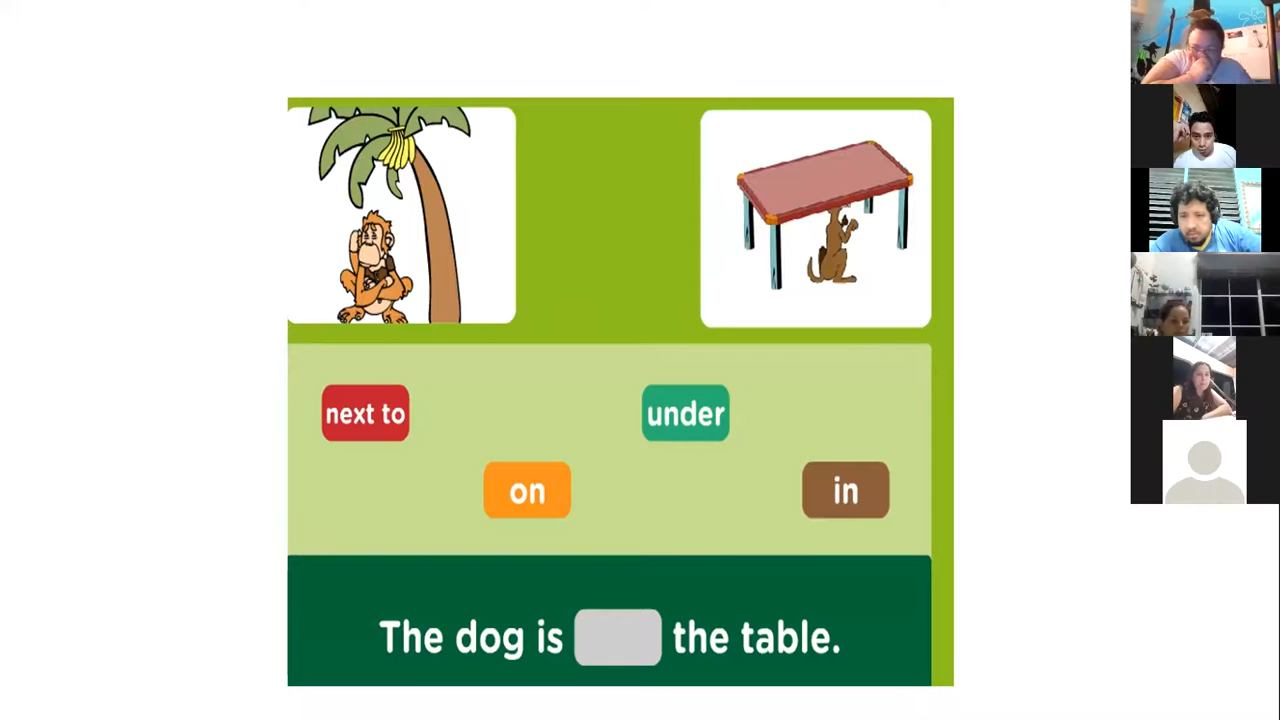 next to
under
on
in
The dog is the table.